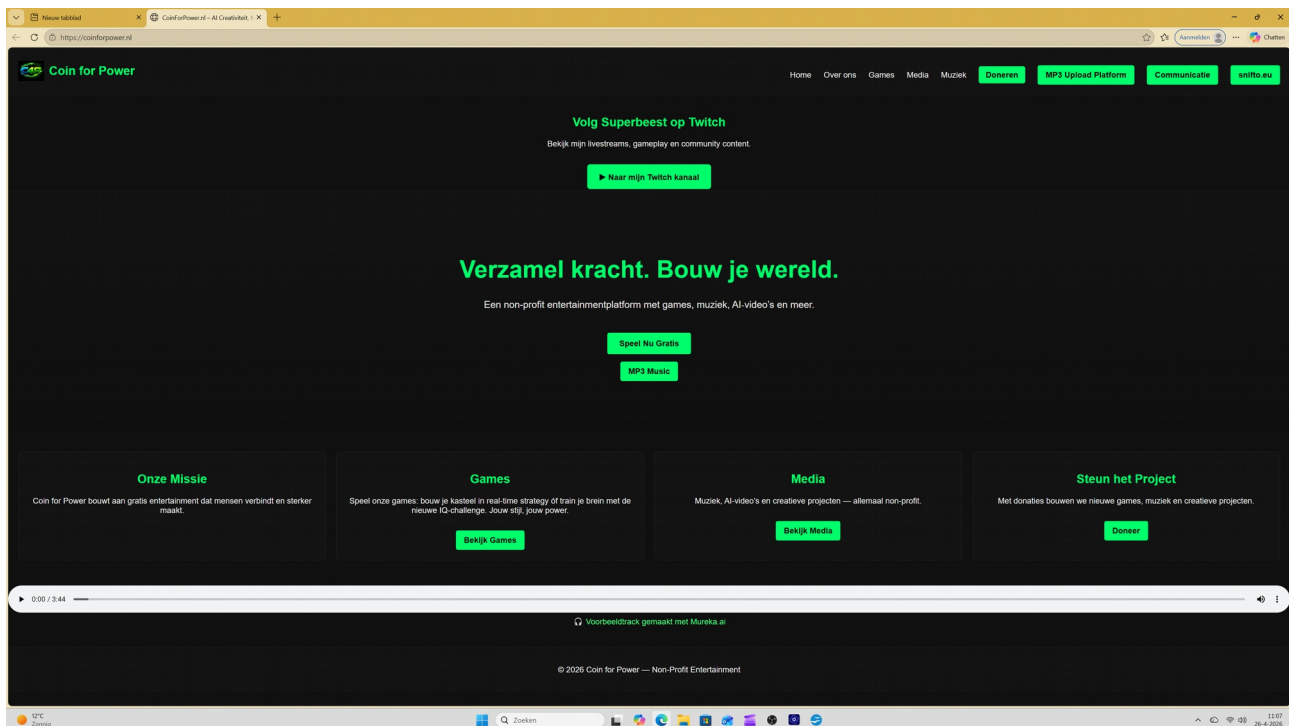 Nieuw tabblad
CoinForPower.nl – AI Creativiteit,
https://coinforpower.nl
Aanmelden
Chatten
Coin for Power
Home Over ons Games Media Muziek Doneren MP3 Upload Platform Communicatie snifto.eu
Volg Superbeest op Twitch
Bekijk mijn livestreams, gameplay en community content.
▶ Naar mijn Twitch kanaal
Verzamel kracht. Bouw je wereld.
Een non-profit entertainmentplatform met games, muziek, AI-video's en meer.
Speel Nu Gratis
MP3 Music
Onze Missie
Coin for Power bouwt aan gratis entertainment dat mensen verbindt en sterker
maakt.
Games
Speel onze games: bouw je kasteel in real-time strategy óf train je brein met de
nieuwe IQ-challenge. Jouw stijl, jouw power.
Bekijk Games
Media
Muziek, AI-video's en creatieve projecten — allemaal non-profit.
Bekijk Media
Steun het Project
Met donaties bouwen we nieuwe games, muziek en creatieve projecten.
Doneer
0:00 / 3:44
🎧 Voorbeeldtrack gemaakt met Mureka.ai
© 2026 Coin for Power — Non-Profit Entertainment
12°C
Zonnig
Zoeken
11:07
26-4-2026